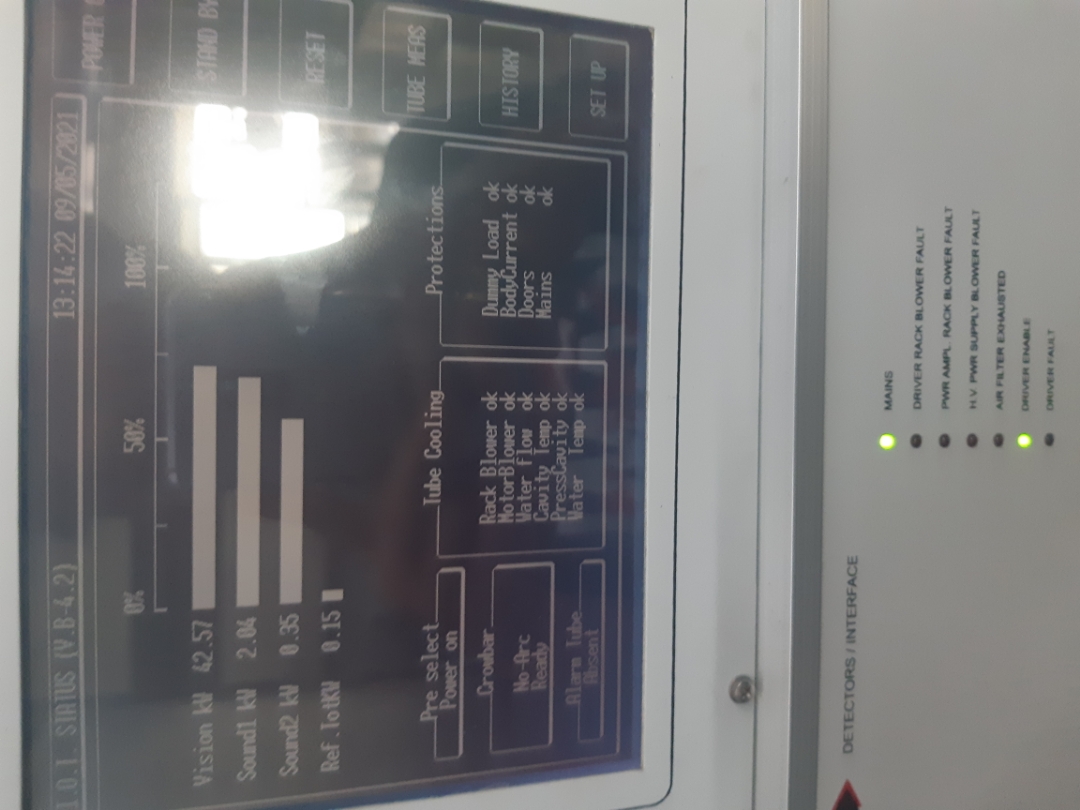 I.O.T. STATUS (V.B-4.2) 13:14:22 09/05/2021
POWER
0% 50% 100%
Vision kW 42.57
STAND BY
Sound1 kW 2.04
Sound2 kW 0.35
RESET
Ref.TotKW 0.15
TUBE MEAS
Pre select
Power on
Crowbar
No-Arc
Ready
Alarm Tube
Absent
Tube Cooling
Rack Blower ok
MotorBlower ok
Water flow ok
Cavity Temp ok
PressCavity ok
Water Temp ok
Protections
Dummy Load ok
BodyCurrent ok
Doors ok
Mains ok
HISTORY
SET UP
DETECTORS / INTERFACE
MAINS
DRIVER RACK BLOWER FAULT
PWR AMPL. RACK BLOWER FAULT
H.V. PWR SUPPLY BLOWER FAULT
AIR FILTER EXHAUSTED
DRIVER ENABLE
DRIVER FAULT